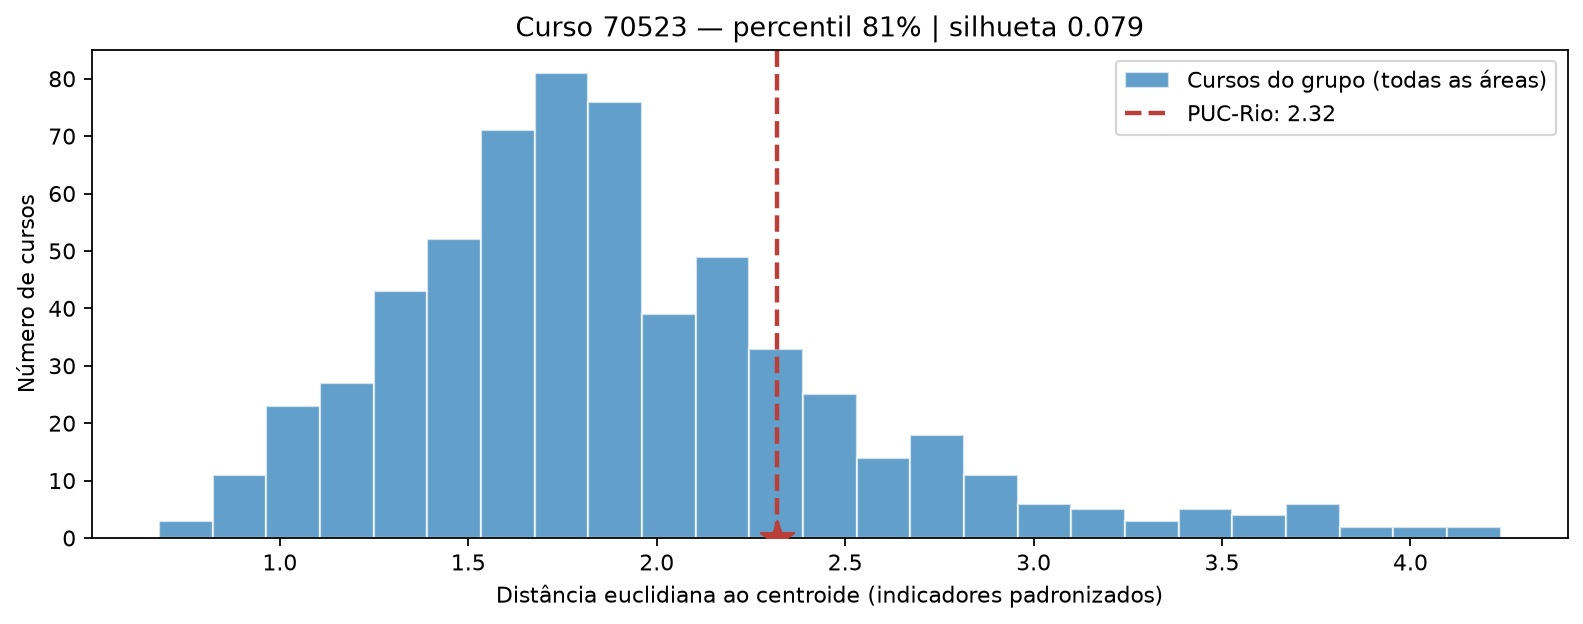 Curso 70523 — percentil 81% | silhueta 0.079
Cursos do grupo (todas as áreas)
PUC-Rio: 2.32
Número de cursos
80
70
60
50
40
30
20
10
0
1.0 1.5 2.0 2.5 3.0 3.5 4.0
Distância euclidiana ao centroide (indicadores padronizados)